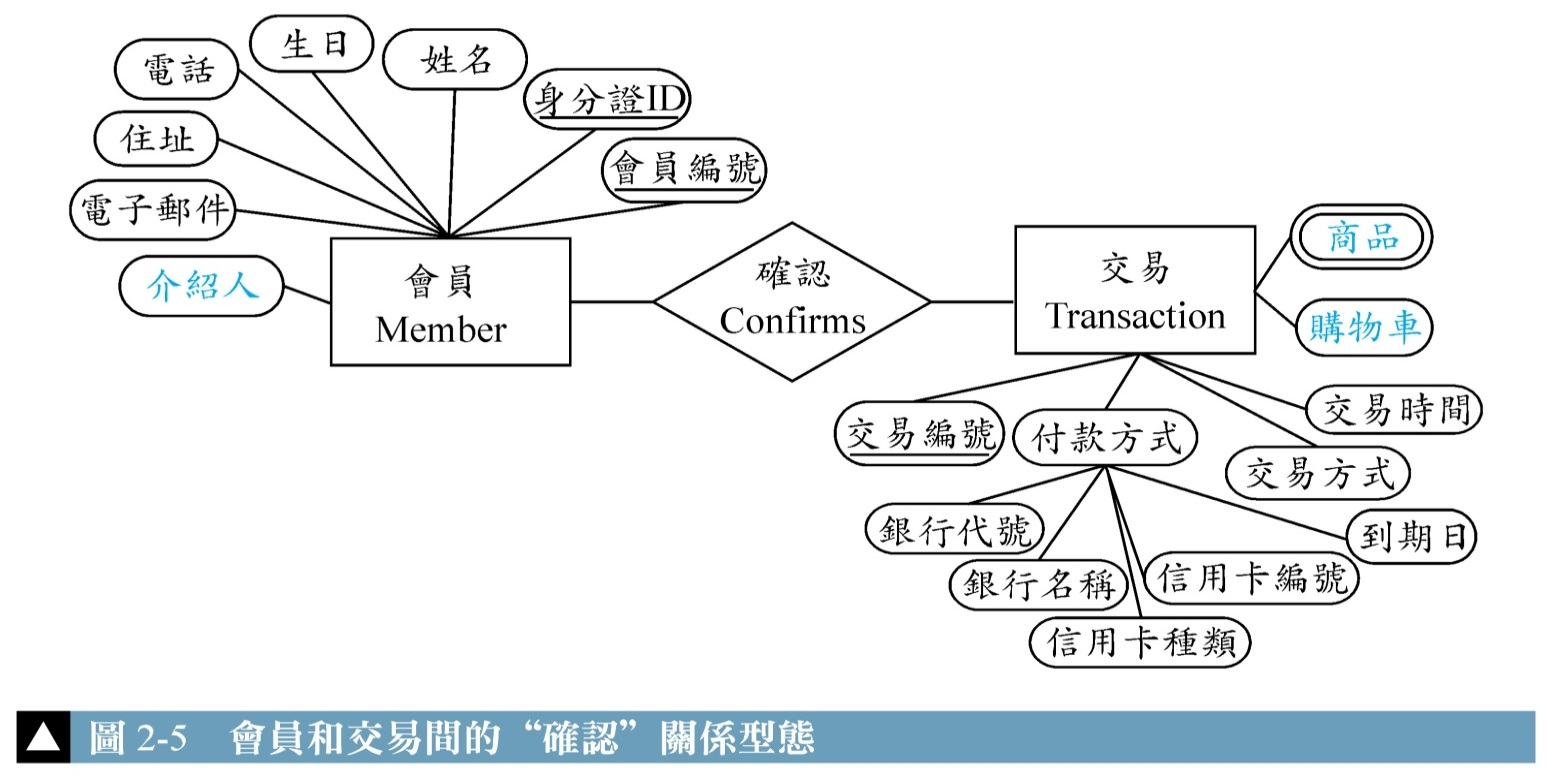 生日
姓名
電話
身分證ID
住址
會員編號
電子郵件
介紹人
會員
Member
確認
Confirms
交易
Transaction
商品
購物車
交易編號
付款方式
交易時間
交易方式
銀行代號
銀行名稱
信用卡種類
信用卡編號
到期日
圖 2-5 會員和交易間的“確認”關係型態